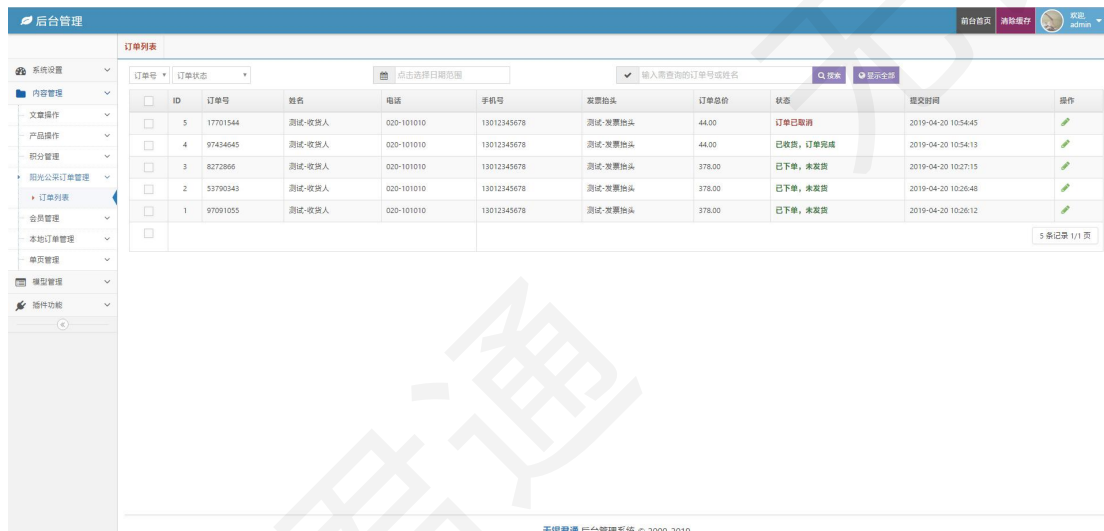 后台管理
前台首页 清除缓存 欢迎, admin
订单列表
系统设置
内容管理
文章操作
产品操作
积分管理
阳光公采订单管理
订单列表
会员管理
本地订单管理
单页管理
模型管理
插件功能
订单号 订单状态 点击选择日期范围 输入需查询的订单号或姓名 搜索 显示全部
ID 订单号 姓名 电话 手机号 发票抬头 订单总价 状态 提交时间 操作
5 17701544 测试-收货人 020-101010 13012345678 测试-发票抬头 44.00 订单已取消 2019-04-20 10:54:45
4 97434645 测试-收货人 020-101010 13012345678 测试-发票抬头 44.00 已收货，订单完成 2019-04-20 10:54:13
3 8272866 测试-收货人 020-101010 13012345678 测试-发票抬头 378.00 已下单，未发货 2019-04-20 10:27:15
2 53790343 测试-收货人 020-101010 13012345678 测试-发票抬头 378.00 已下单，未发货 2019-04-20 10:26:48
1 97091055 测试-收货人 020-101010 13012345678 测试-发票抬头 378.00 已下单，未发货 2019-04-20 10:26:12
5 条记录 1/1 页
君通
无锡君通 后台管理系统 © 2009-2019